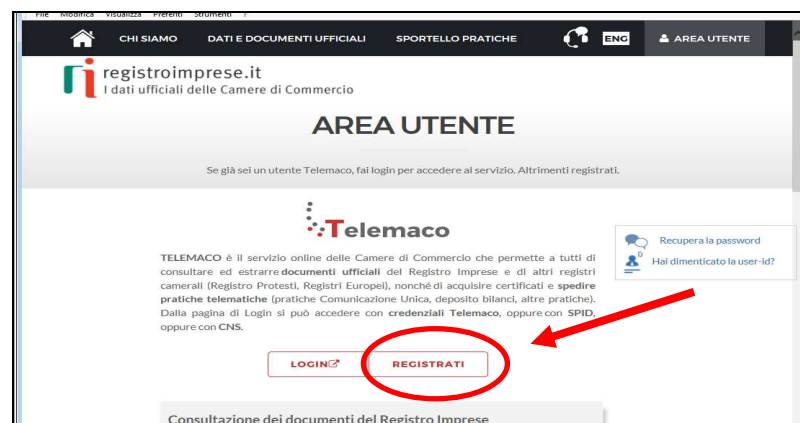 File Modifica Visualizza Preferiti Strumenti ?
CHI SIAMO DATI E DOCUMENTI UFFICIALI SPORTELLO PRATICHE ENG AREA UTENTE
registroimprese.it
I dati ufficiali delle Camere di Commercio
AREA UTENTE
Se già sei un utente Telemaco, fai login per accedere al servizio. Altrimenti registrati.
Telemaco
Recupera la password
Hai dimenticato la user-id?
TELEMACO è il servizio online delle Camere di Commercio che permette a tutti di
consultare ed estrarre documenti ufficiali del Registro Imprese e di altri registri
camerali (Registro Protesti, Registri Europei), nonché di acquisire certificati e spedire
pratiche telematiche (pratiche Comunicazione Unica, deposito bilanci, altre pratiche).
Dalla pagina di Login si può accedere con credenziali Telemaco, oppure con SPID,
oppure con CNS.
LOGIN REGISTRATI
Consultazione dei documenti del Registro Imprese